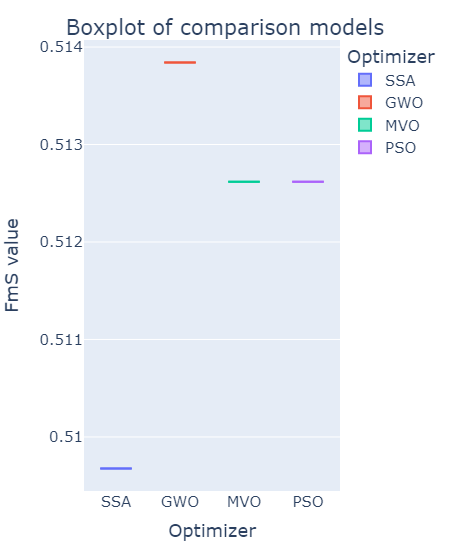 Boxplot of comparison models
Optimizer
SSA
GWO
MVO
PSO
FmS value
0.514
0.513
0.512
0.511
0.51
SSA GWO MVO PSO
Optimizer